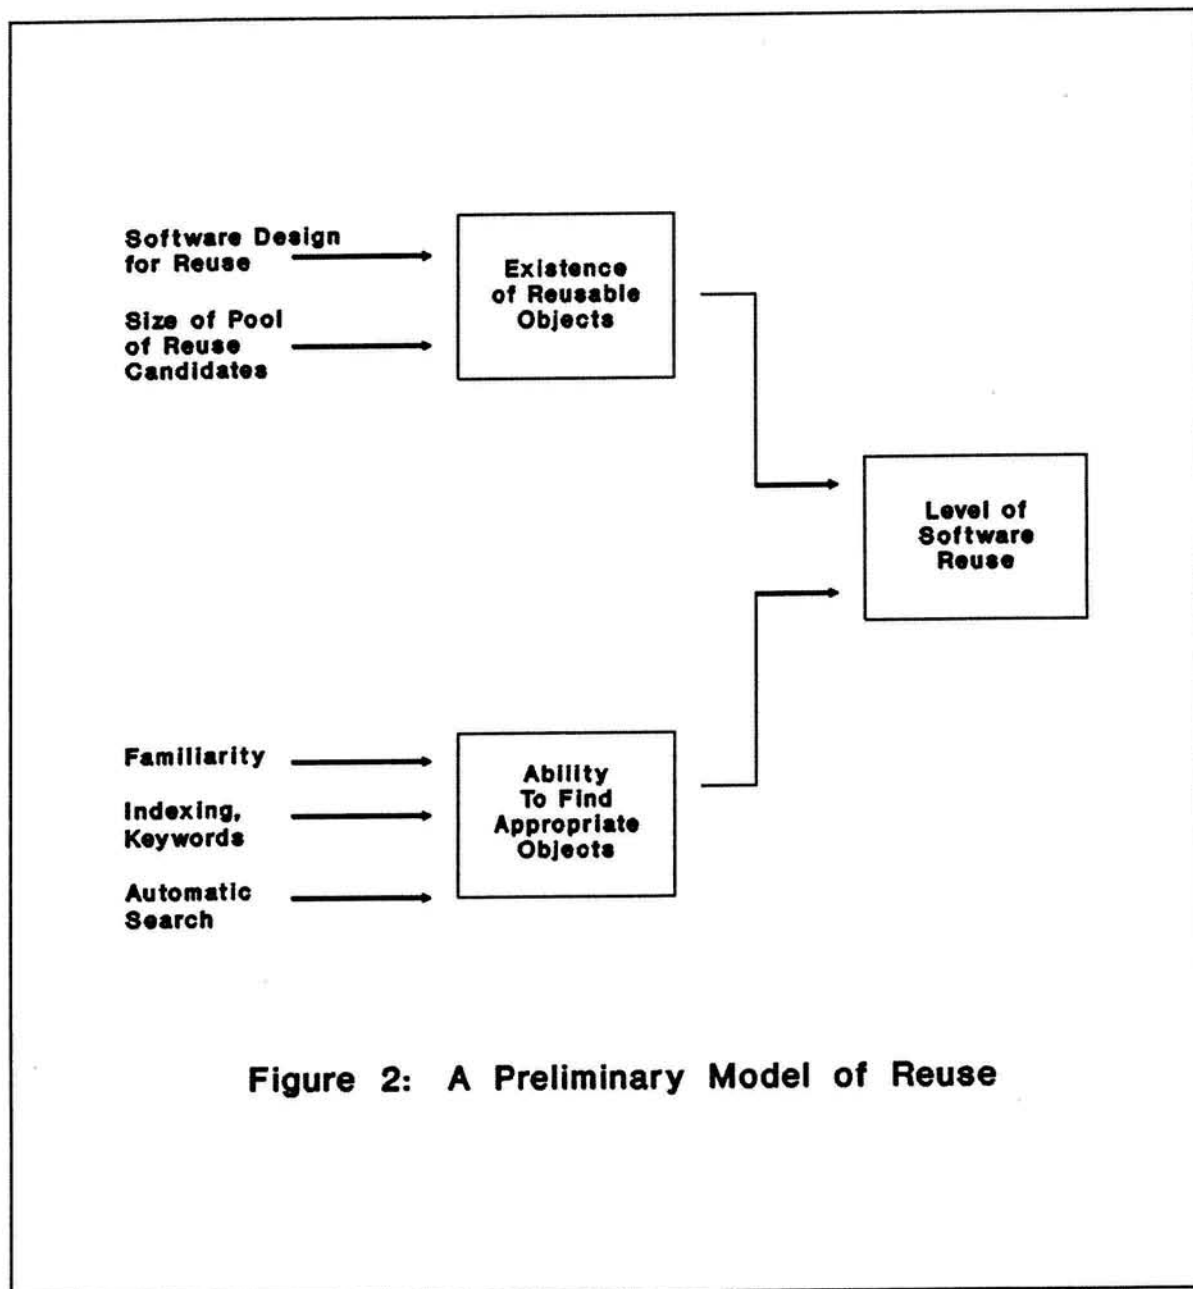 Software Design
for Reuse
Size of Pool
of Reuse
Candidates
Existence
of Reusable
Objects
Level of
Software
Reuse
Familiarity
Indexing,
Keywords
Automatic
Search
Ability
To Find
Appropriate
Objects
Figure 2: A Preliminary Model of Reuse